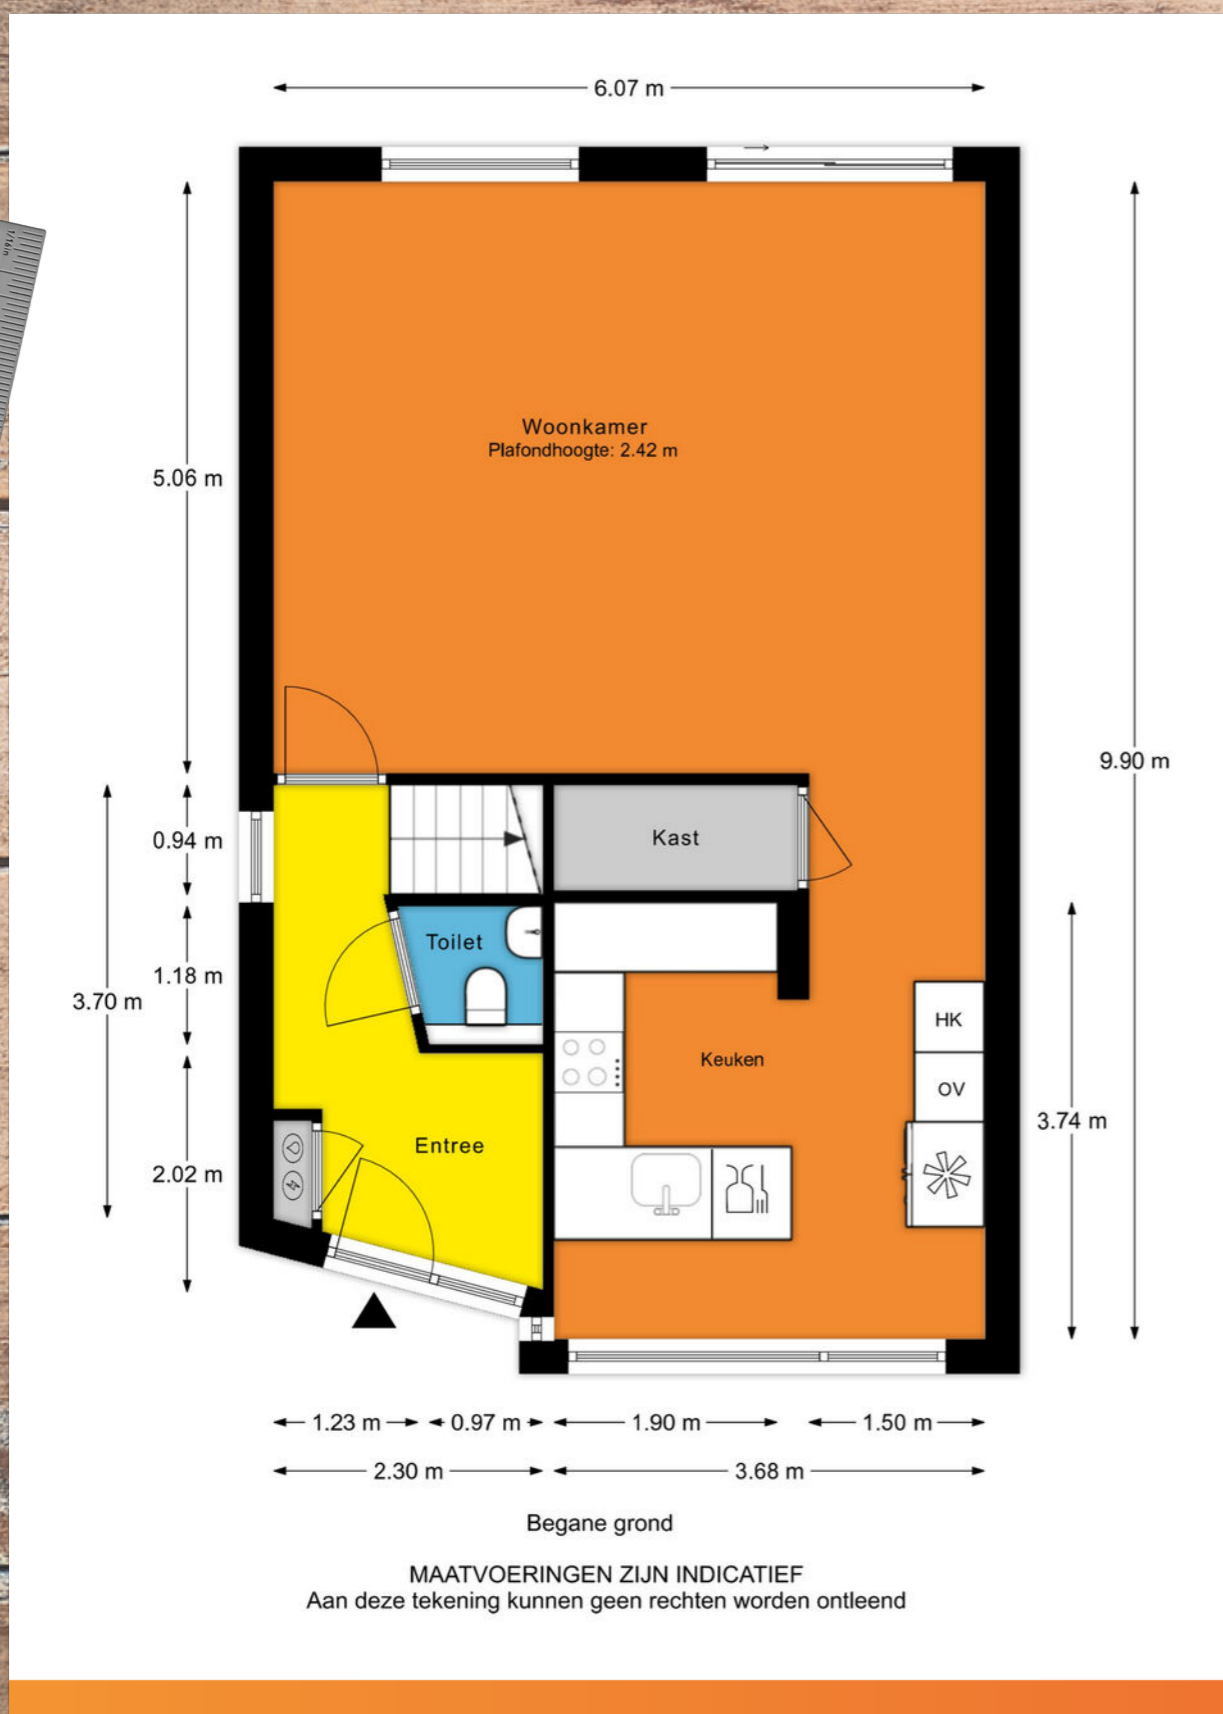 6.07 m
1/16in
Woonkamer
Plafondhoogte: 2.42 m
5.06 m
9.90 m
0.94 m
Kast
Toilet
1.18 m
3.70 m
HK
Keuken
OV
3.74 m
Entree
2.02 m
1.23 m
0.97 m
1.90 m
1.50 m
2.30 m
3.68 m
Begane grond
MAATVOERINGEN ZIJN INDICATIEF
Aan deze tekening kunnen geen rechten worden ontleend